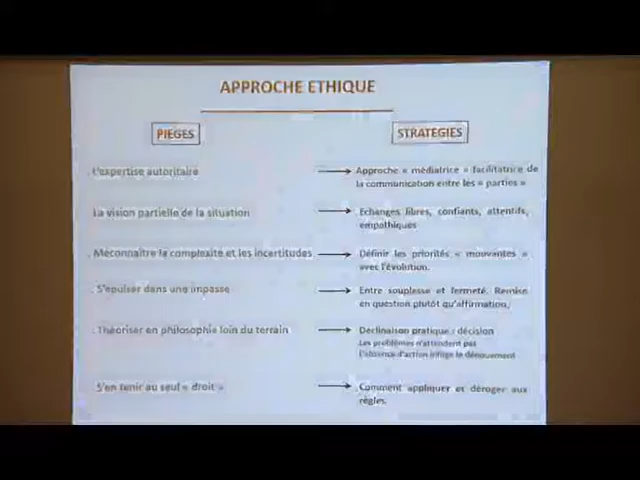 APPROCHE ETHIQUE
PIEGES
STRATEGIES
. L'expertise autoritaire
Approche « médiatrice » facilitatrice de
la communication entre les « parties »
La vision partielle de la situation
Echanges libres, confiants, attentifs,
empathiques
. Méconnaître la complexité et les incertitudes
Définir les priorités « mouvantes »
avec l'évolution.
. S'épuiser dans une impasse
Entre souplesse et fermeté. Remise
en question plutôt qu'affirmation.
. Théoriser en philosophie loin du terrain
Déclinaison pratique : décision
Les problèmes n'attendent pas
l'absence d'action inflige le dénouement
S'en tenir au seul « droit »
Comment appliquer et déroger aux
règles.